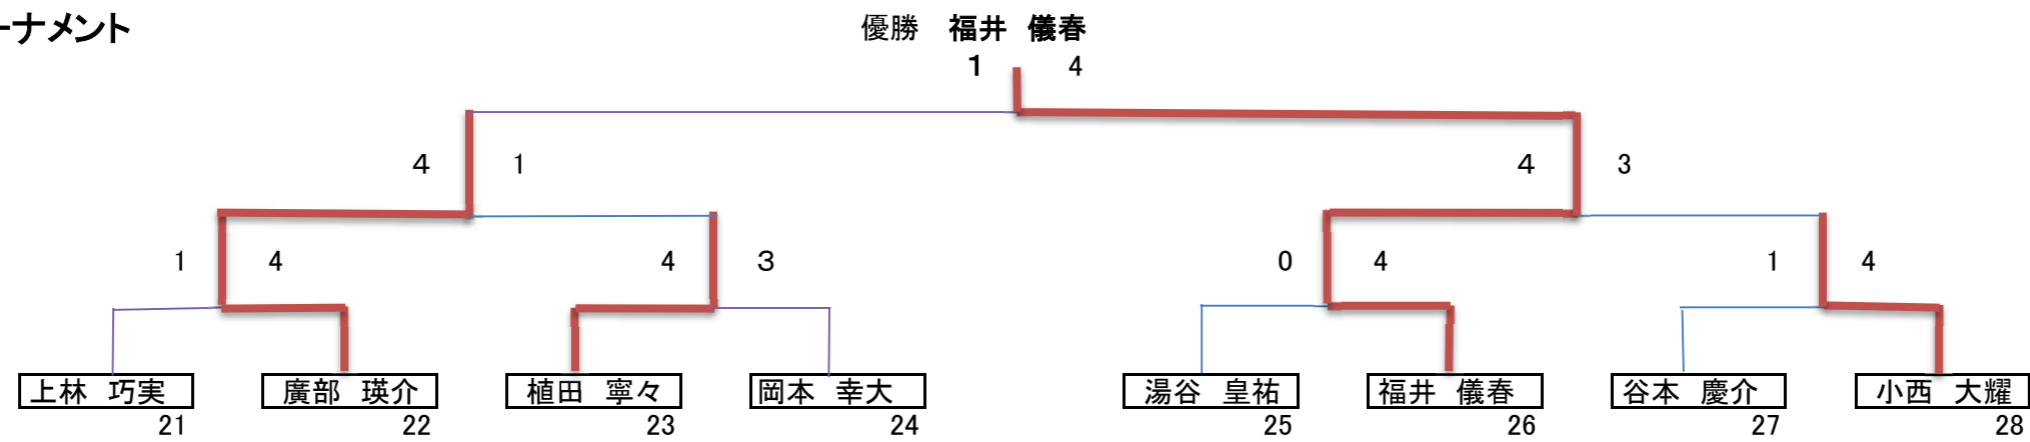 ーナメント
優勝　福井　儀春
1 4
4 1 4 3
1 4 4 3 0 4 1 4
上林　巧実 廣部　瑛介 植田　寧々 岡本　幸大 湯谷　皇祐 福井　儀春 谷本　慶介 小西　大耀
21 22 23 24 25 26 27 28